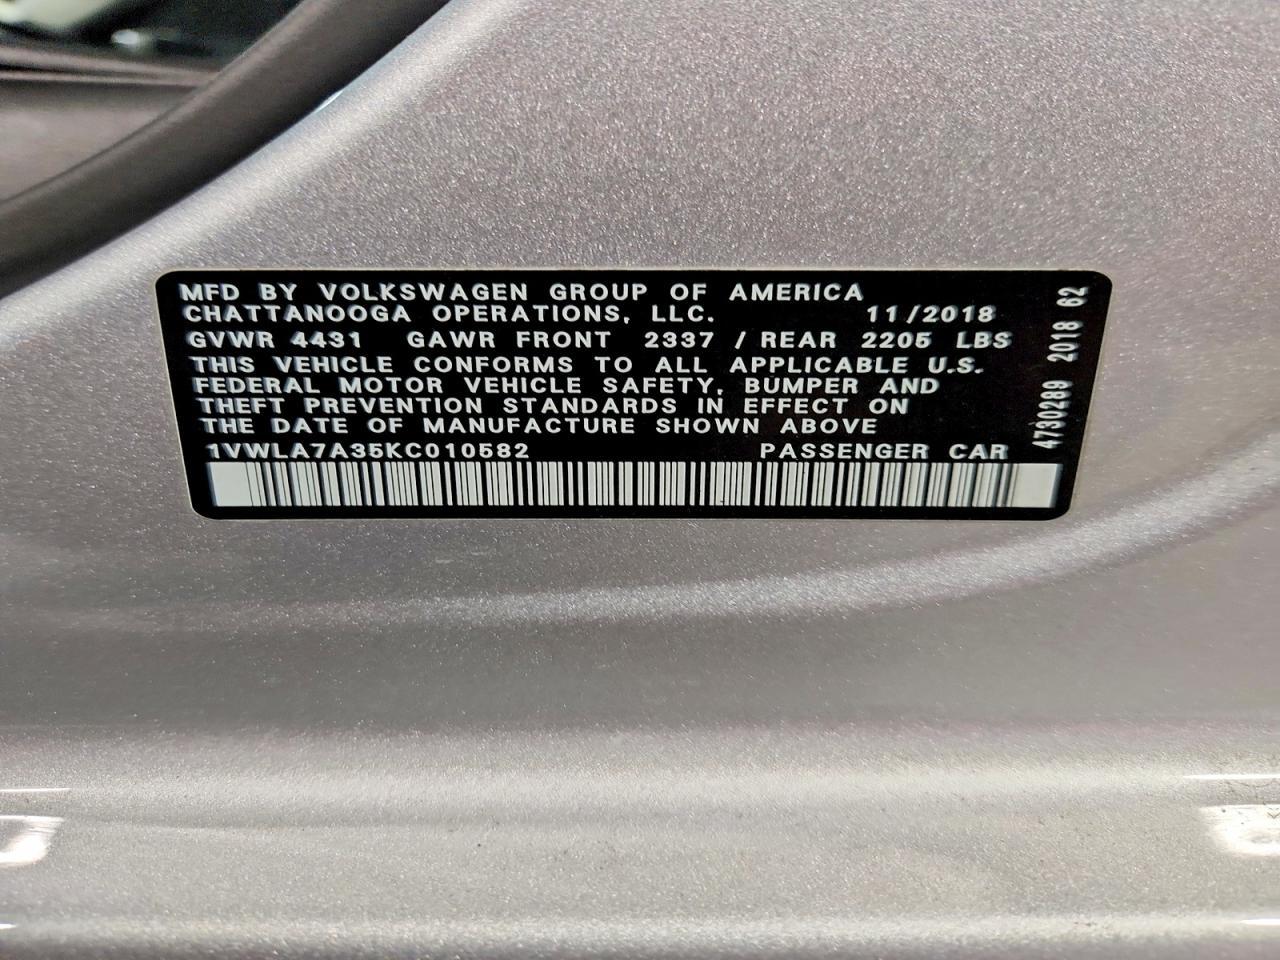 MFD BY VOLKSWAGEN GROUP OF AMERICA
CHATTANOOGA OPERATIONS, LLC. 11/2018
GVWR 4431 GAWR FRONT 2337 / REAR 2205 LBS
THIS VEHICLE CONFORMS TO ALL APPLICABLE U.S.
FEDERAL MOTOR VEHICLE SAFETY, BUMPER AND
THEFT PREVENTION STANDARDS IN EFFECT ON
THE DATE OF MANUFACTURE SHOWN ABOVE
1VWLA7A35KC010582 PASSENGER CAR
4730289 2018 62